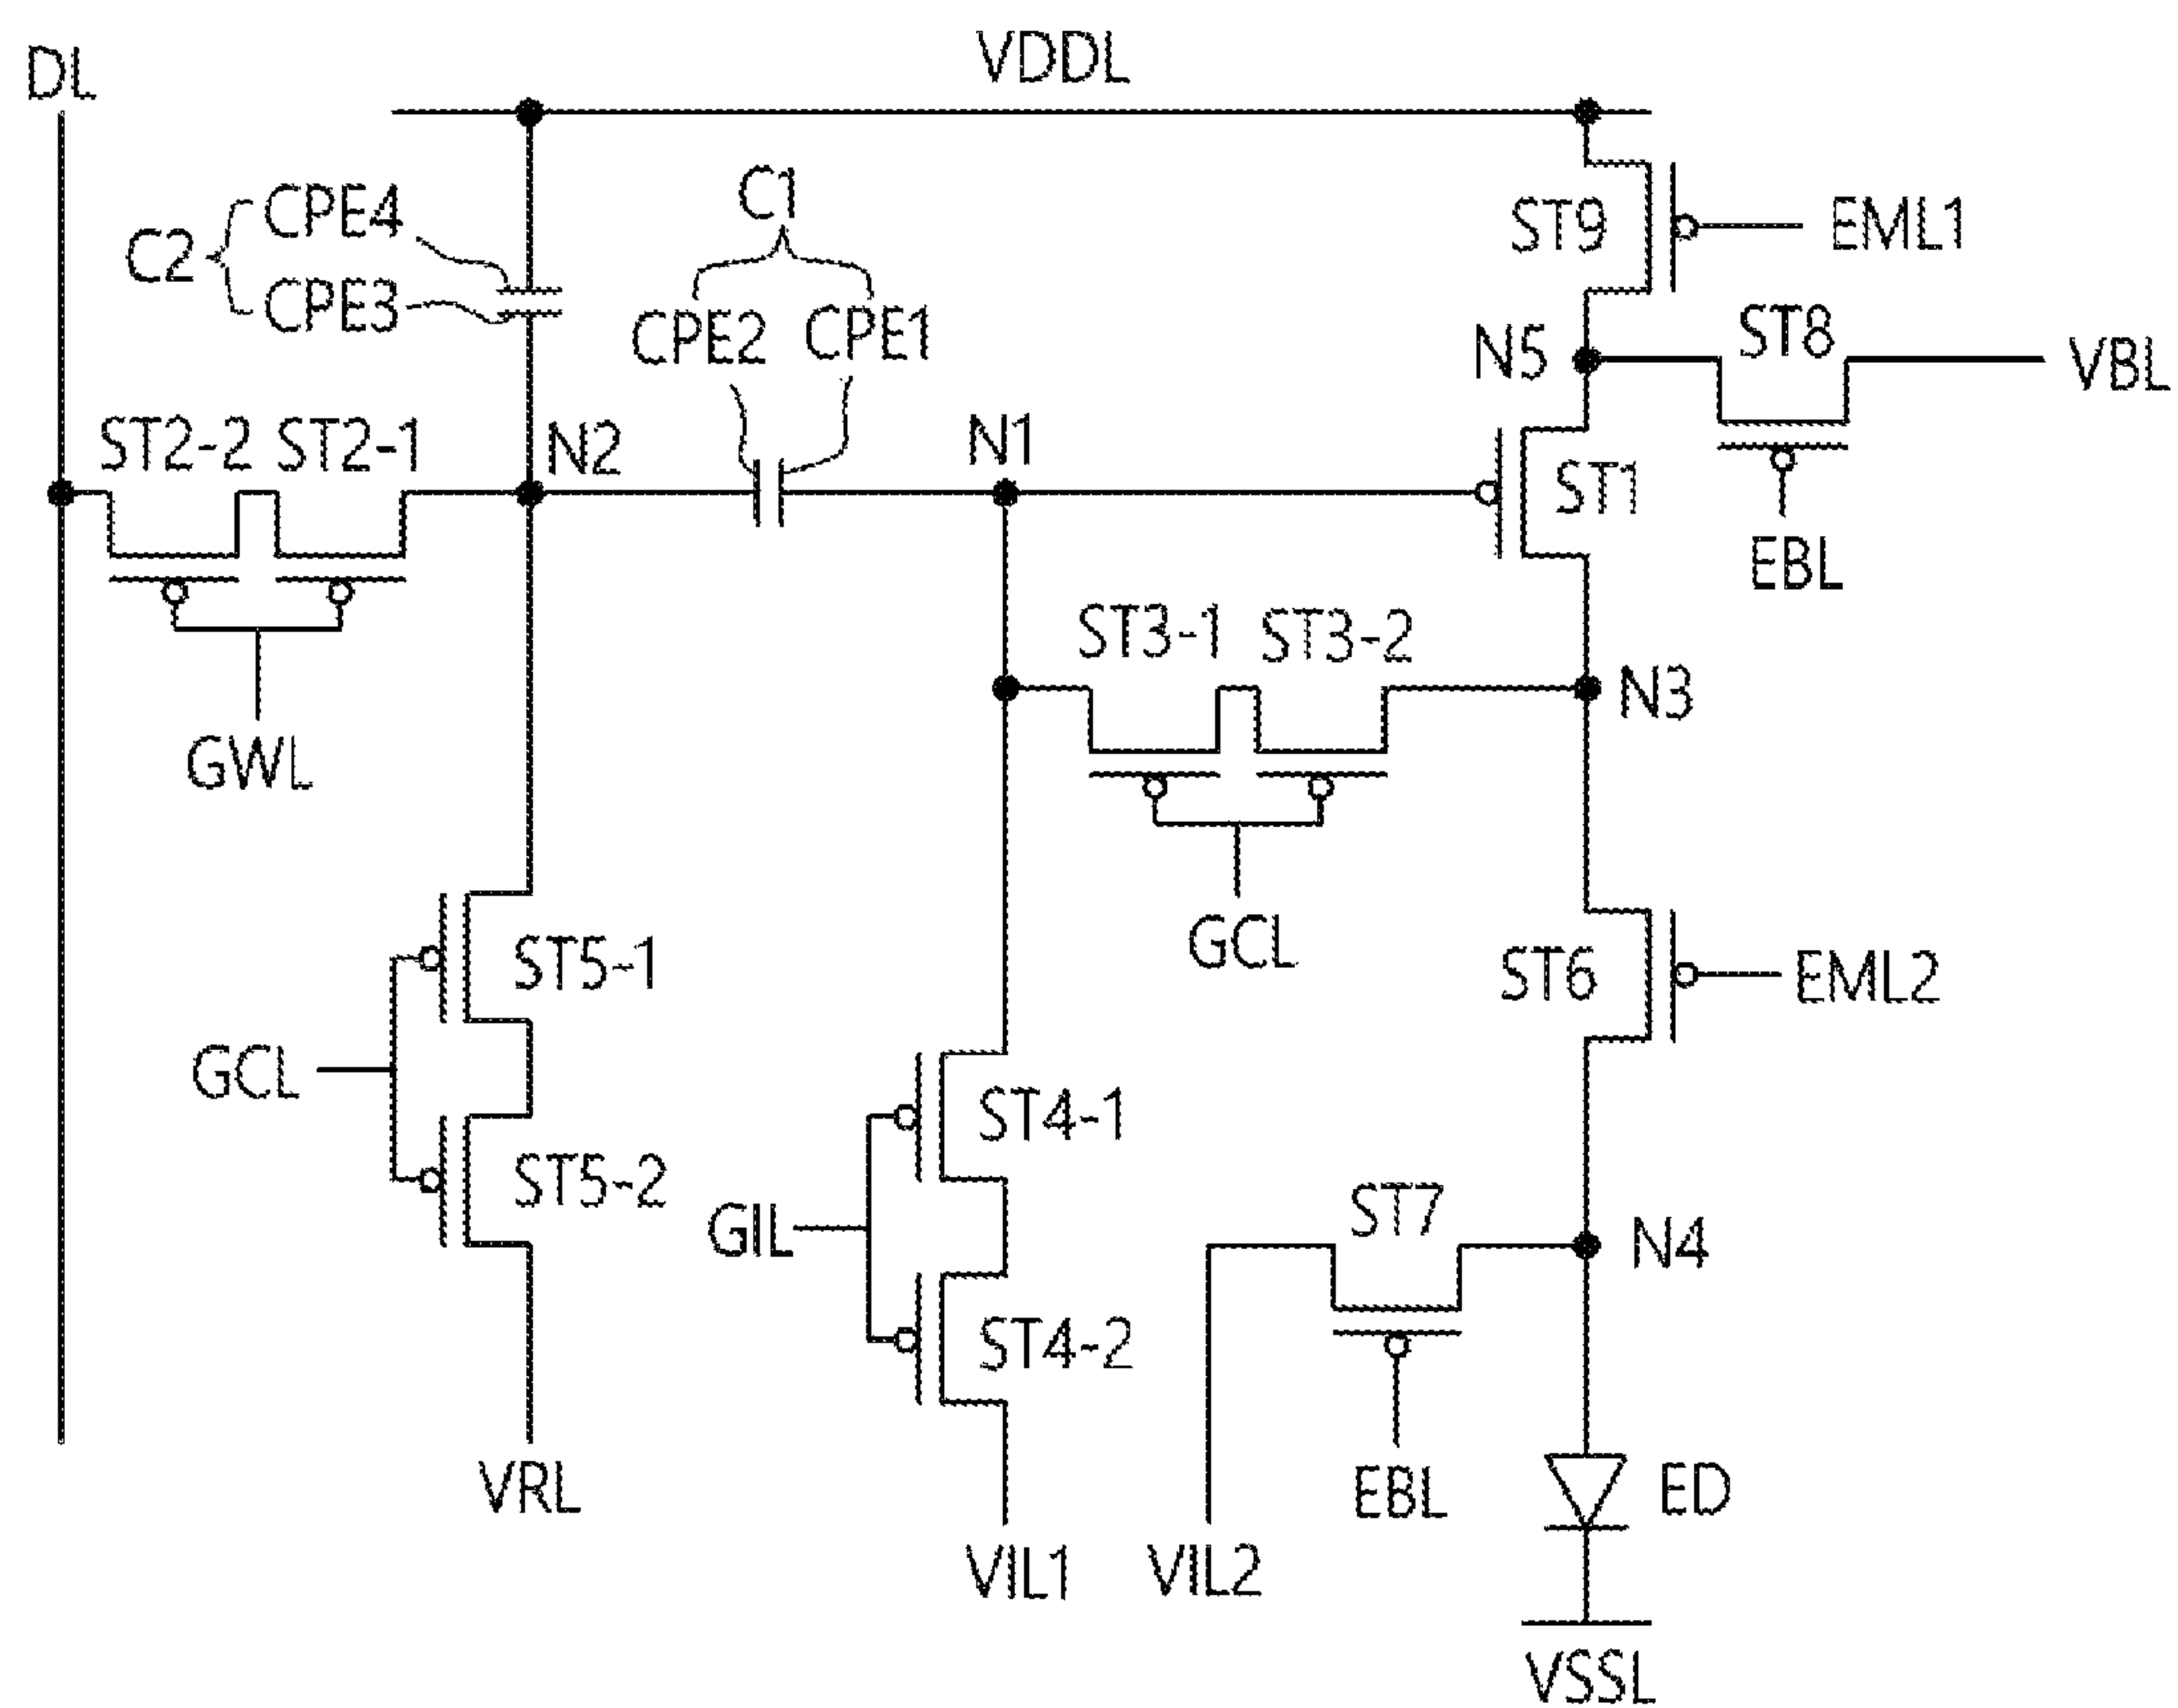 DL
VDDL
C1
C2
CPE4
CPE3
CPE2
CPE1
ST9
EML1
N5
ST8
VBL
ST2-2
ST2-1
N2
N1
ST1
EBL
GWL
ST3-1
ST3-2
N3
GCL
ST5-1
ST6
EML2
GCL
ST5-2
ST4-1
GIL
ST7
N4
ST4-2
VRL
EBL
ED
VIL1
VIL2
VSSL